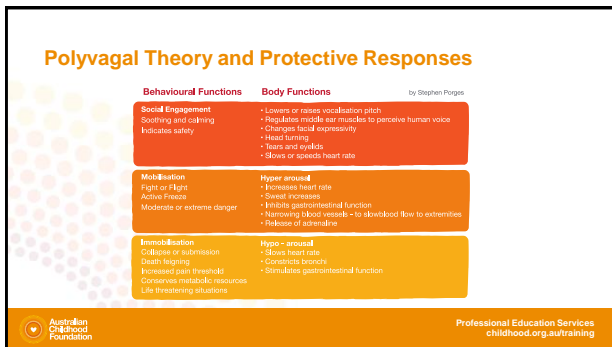 Polyvagal Theory and Protective Responses
Behavioural Functions
Body Functions
by Stephen Porges
Social Engagement
Soothing and calming
Indicates safety
• Lowers or raises vocalisation pitch
• Regulates middle ear muscles to perceive human voice
• Changes facial expressivity
• Head turning
• Tears and eyelids
• Slows or speeds heart rate
Mobilisation
Fight or Flight
Active Freeze
Moderate or extreme danger
Hyper arousal
• Increases heart rate
• Sweat increases
• Inhibits gastrointestinal function
• Narrowing blood vessels - to slowblood flow to extremities
• Release of adrenaline
Immobilisation
Collapse or submission
Death feigning
Increased pain threshold
Conserves metabolic resources
Life threatening situations
Hypo - arousal
• Slows heart rate
• Constricts bronchi
• Stimulates gastrointestinal function
Australian
Childhood
Foundation
Professional Education Services
childhood.org.au/training